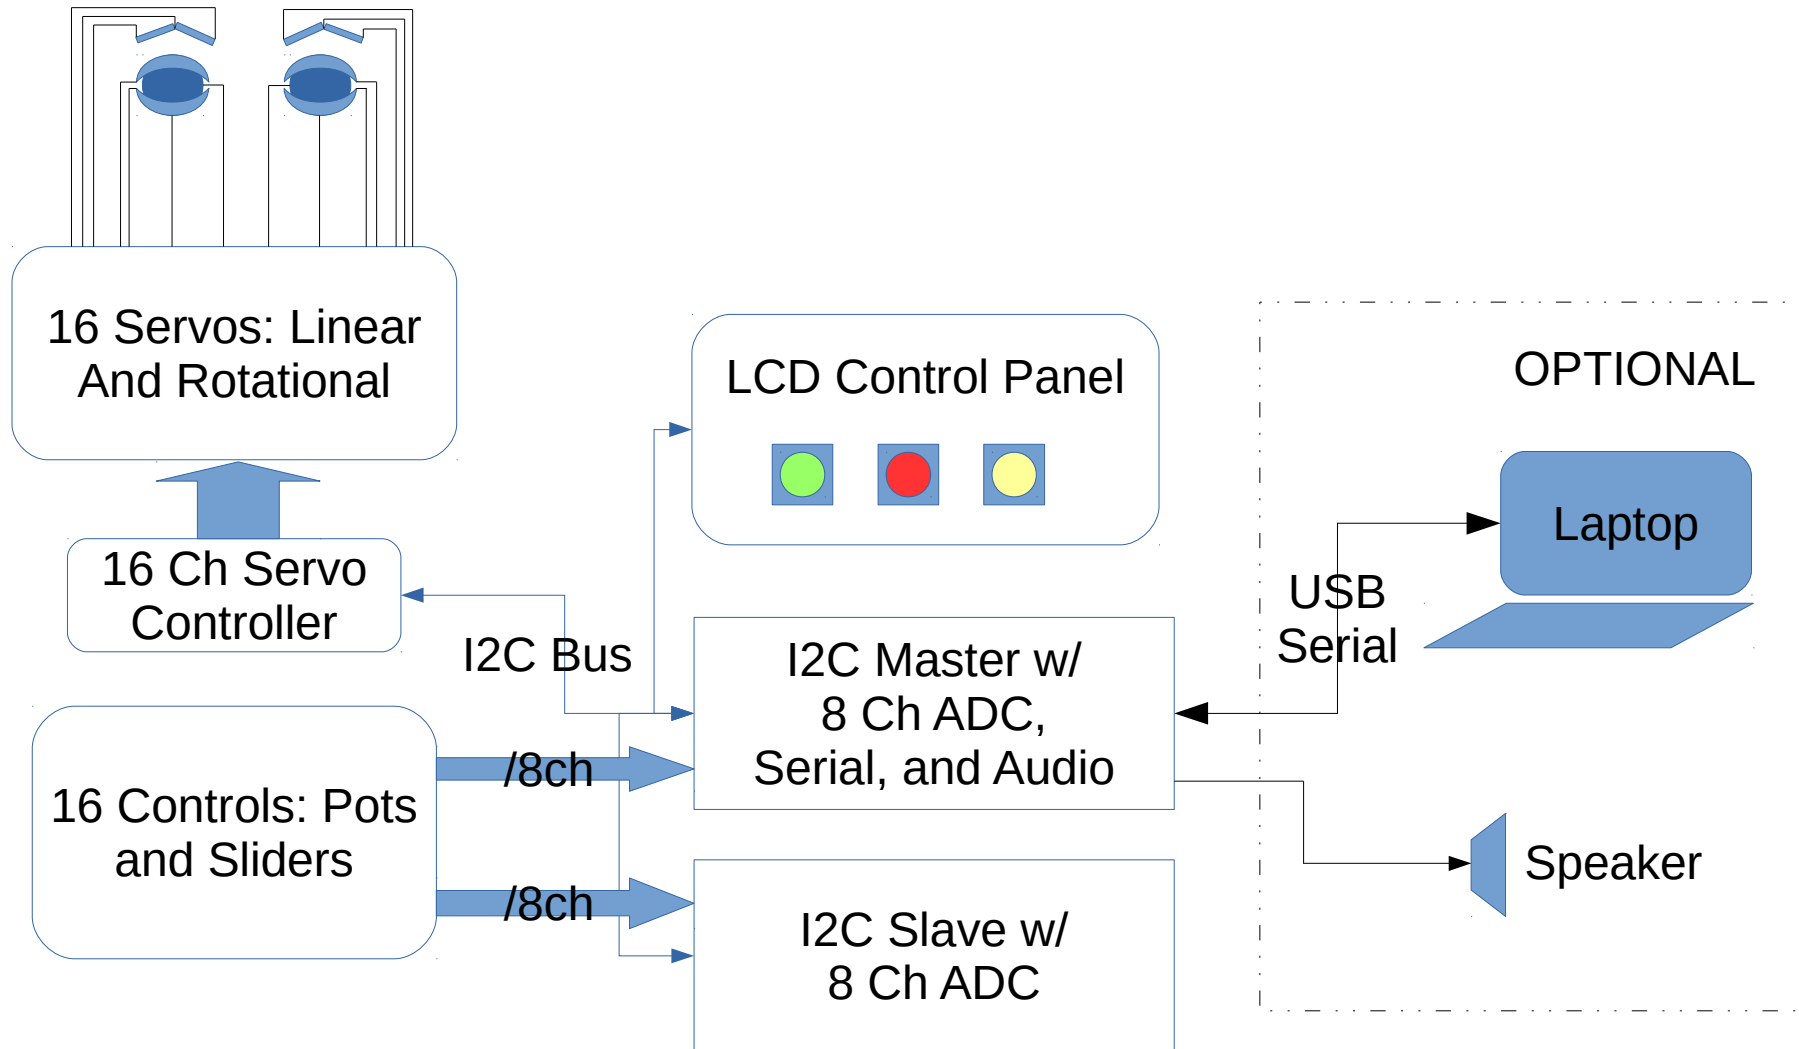 16 Servos: Linear
And Rotational
LCD Control Panel
OPTIONAL
Laptop
16 Ch Servo
Controller
USB
Serial
I2C Bus
I2C Master w/
8 Ch ADC,
Serial, and Audio
16 Controls: Pots
and Sliders
/8ch
/8ch
Speaker
I2C Slave w/
8 Ch ADC